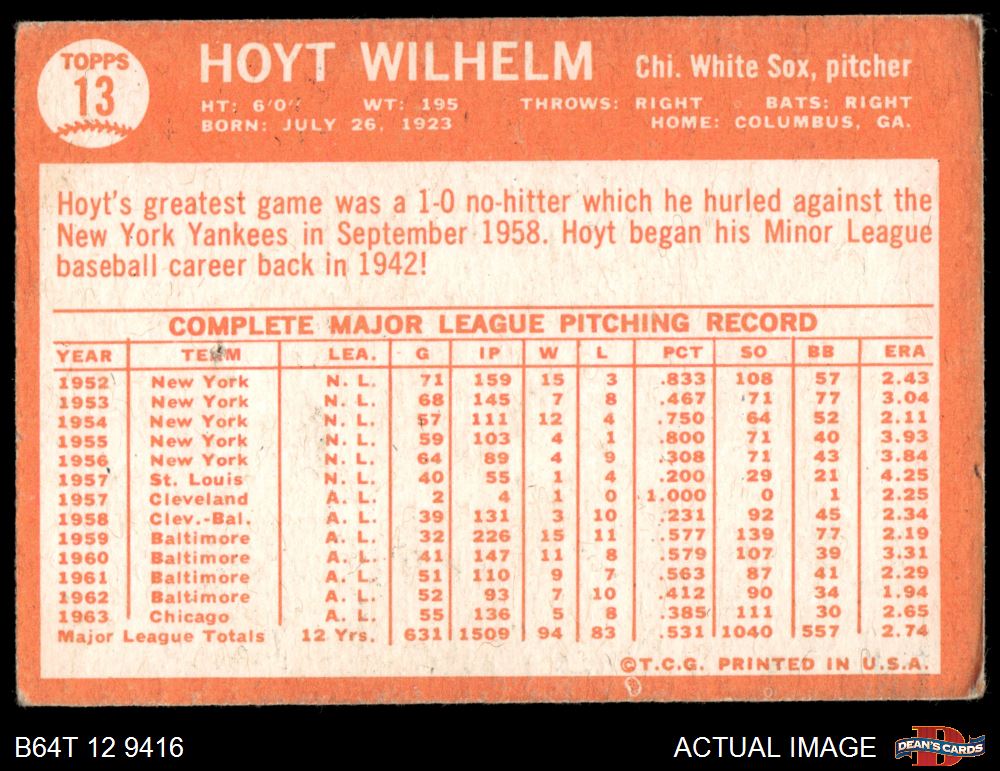 TOPPS
13
HOYT WILHELM Chi. White Sox, pitcher
HT: 6'0" WT: 195 THROWS: RIGHT BATS: RIGHT
BORN: JULY 26, 1923 HOME: COLUMBUS, GA.
Hoyt's greatest game was a 1-0 no-hitter which he hurled against the
New York Yankees in September 1958. Hoyt began his Minor League
baseball career back in 1942!
COMPLETE MAJOR LEAGUE PITCHING RECORD
YEAR TEAM LEA. G IP W L PCT SO BB ERA
1952 New York N. L. 71 159 15 3 .833 108 57 2.43
1953 New York N. L. 68 145 7 8 .467 71 77 3.04
1954 New York N. L. 57 111 12 4 .750 64 52 2.11
1955 New York N. L. 59 103 4 1 .800 71 40 3.93
1956 New York N. L. 64 89 4 9 .308 71 43 3.84
1957 St. Louis N. L. 40 55 1 4 .200 29 21 4.25
1957 Cleveland A. L. 2 4 1 0 1.000 0 1 2.25
1958 Clev.-Bal. A. L. 39 131 3 10 .231 92 45 2.34
1959 Baltimore A. L. 32 226 15 11 .577 139 77 2.19
1960 Baltimore A. L. 41 147 11 8 .579 107 39 3.31
1961 Baltimore A. L. 51 110 9 7 .563 87 41 2.29
1962 Baltimore A. L. 52 93 7 10 .412 90 34 1.94
1963 Chicago A. L. 55 136 5 8 .385 111 30 2.65
Major League Totals 12 Yrs. 631 1509 94 83 .531 1040 557 2.74
©T.C.G. PRINTED IN U.S.A.
B64T 12 9416 ACTUAL IMAGE DEAN'S CARDS